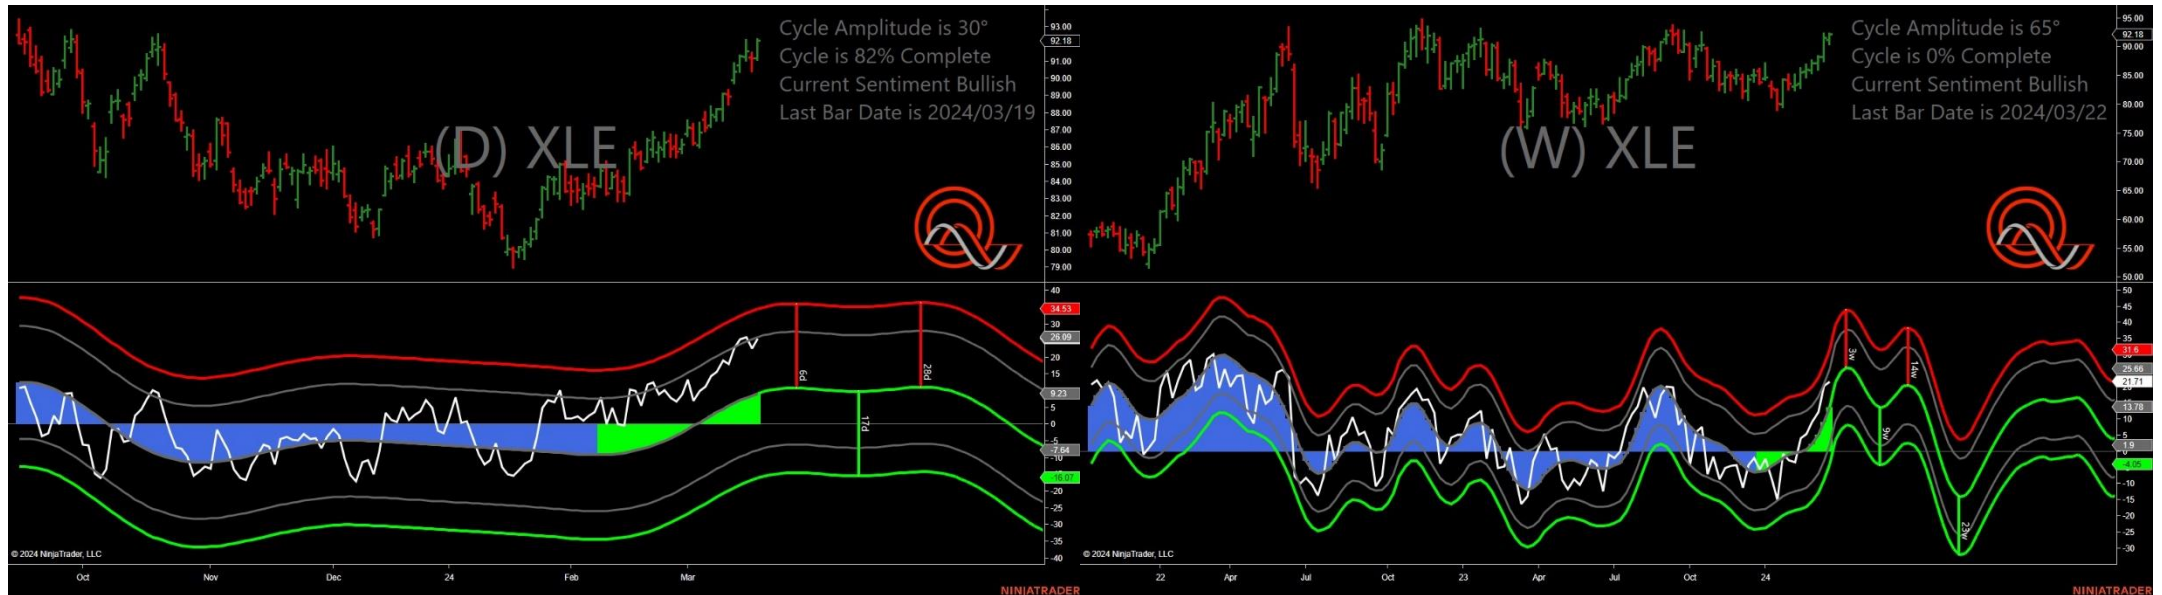 Cycle Amplitude is 30°
Cycle is 82% Complete
Current Sentiment Bullish
Last Bar Date is 2024/03/19
(D) XLE
93.00
92.18
91.00
90.00
89.00
88.00
87.00
86.00
85.00
84.00
83.00
82.00
81.00
80.00
79.00
40
34.53
30
26.09
20
15
9.23
5
0
-5
-7.64
-10
-16.07
-20
-25
-30
-35
-40
6d
17d
28d
© 2024 NinjaTrader, LLC
Oct
Nov
Dec
24
Feb
Mar
NINJATRADER
Cycle Amplitude is 65°
Cycle is 0% Complete
Current Sentiment Bullish
Last Bar Date is 2024/03/22
(W) XLE
95.00
92.18
90.00
85.00
80.00
75.00
70.00
65.00
60.00
55.00
50.00
50
45
40
35
31.6
25.66
21.71
13.78
10
5
1.9
-4.05
-10
-15
-20
-25
-30
3w
9w
14w
23w
© 2024 NinjaTrader, LLC
22
Apr
Jul
Oct
23
Apr
Jul
Oct
24
NINJATRADER